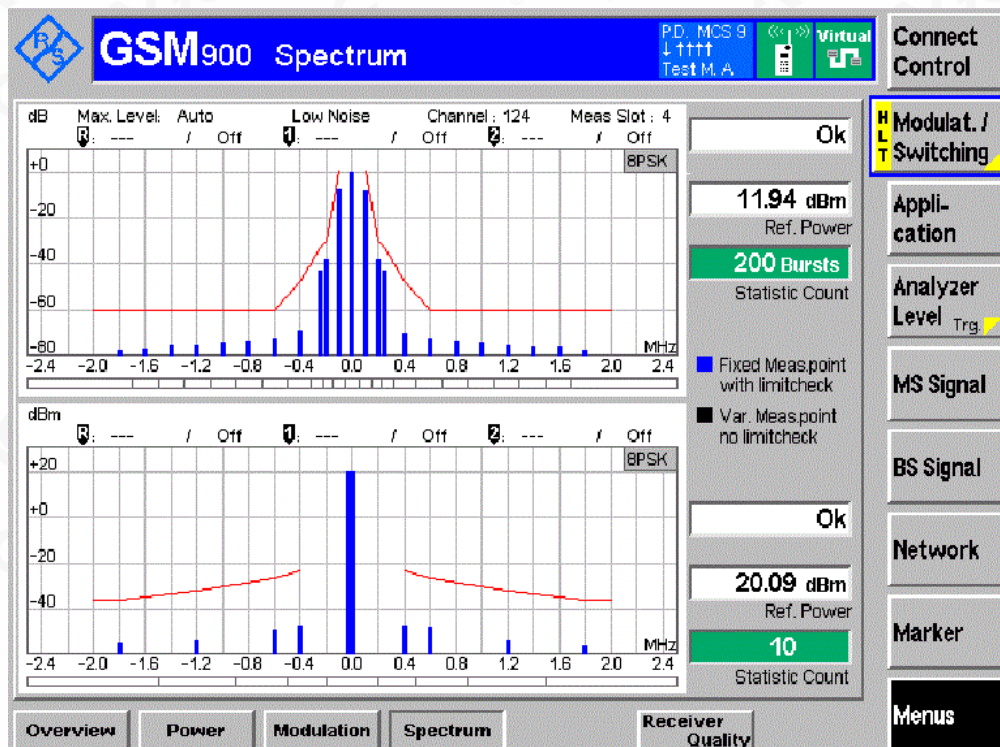 R S
GSM900 Spectrum
P.D. MCS 9
↓ ↑↑↑↑
Test M. A.
Virtual
Connect Control
dB Max. Level: Auto Low Noise Channel : 124 Meas Slot : 4
R : --- / Off 1 : --- / Off 2 : --- / Off
8PSK
+0
-20
-40
-60
-80
MHz
-2.4 -2.0 -1.6 -1.2 -0.8 -0.4 0.0 0.4 0.8 1.2 1.6 2.0 2.4
Ok
11.94 dBm
Ref. Power
200 Bursts
Statistic Count
Fixed Meas.point
with limitcheck
Var. Meas.point
no limitcheck
dBm
R : --- / Off 1 : --- / Off 2 : --- / Off
8PSK
+20
+0
-20
-40
MHz
-2.4 -2.0 -1.6 -1.2 -0.8 -0.4 0.0 0.4 0.8 1.2 1.6 2.0 2.4
Ok
20.09 dBm
Ref. Power
10
Statistic Count
HLT
Modulat. /
Switching
Appli-
cation
Analyzer
Level Trg.
MS Signal
BS Signal
Network
Marker
Menus
Overview Power Modulation Spectrum Receiver
Quality